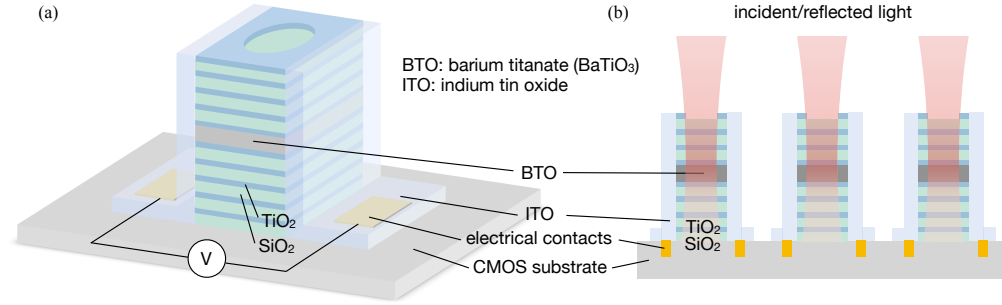 (a)
BTO: barium titanate (BaTiO₃)
ITO: indium tin oxide
BTO
ITO
TiO₂
SiO₂
electrical contacts
CMOS substrate
V
(b)
incident/reflected light
TiO₂
SiO₂